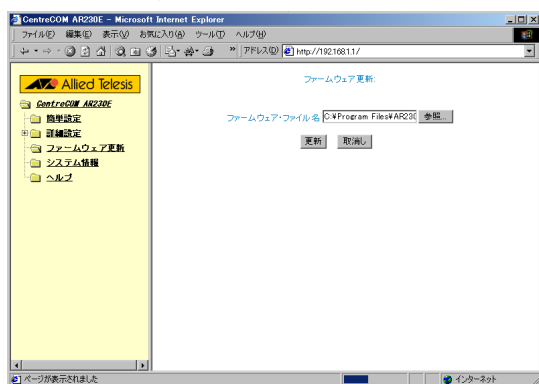 CentreCOM AR230E - Microsoft Internet Explorer
ファイル(F) 編集(E) 表示(V) お気に入り(A) ツール(T) ヘルプ(H)
» アドレス(D) http://192.168.1.1/
Allied Telesis
CentreCOM AR230E
簡単設定
詳細設定
ファームウェア更新
システム情報
ヘルプ
ファームウェア更新:
ファームウェア・ファイル名 C:¥Program Files¥AR230 参照...
更新 取消し
ページが表示されました インターネット